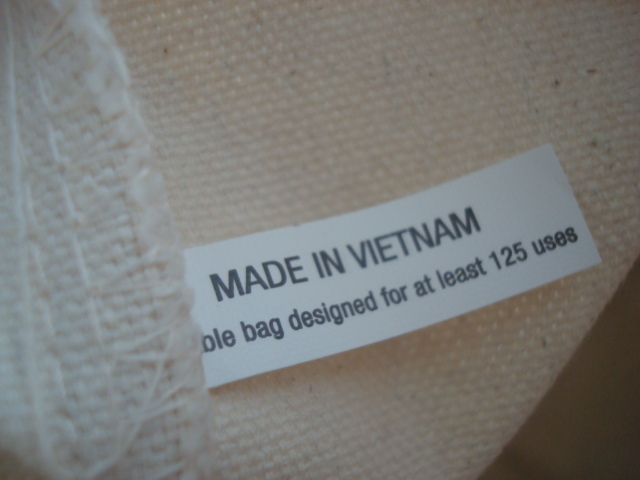 MADE IN VIETNAM
ble bag designed for at least 125 uses